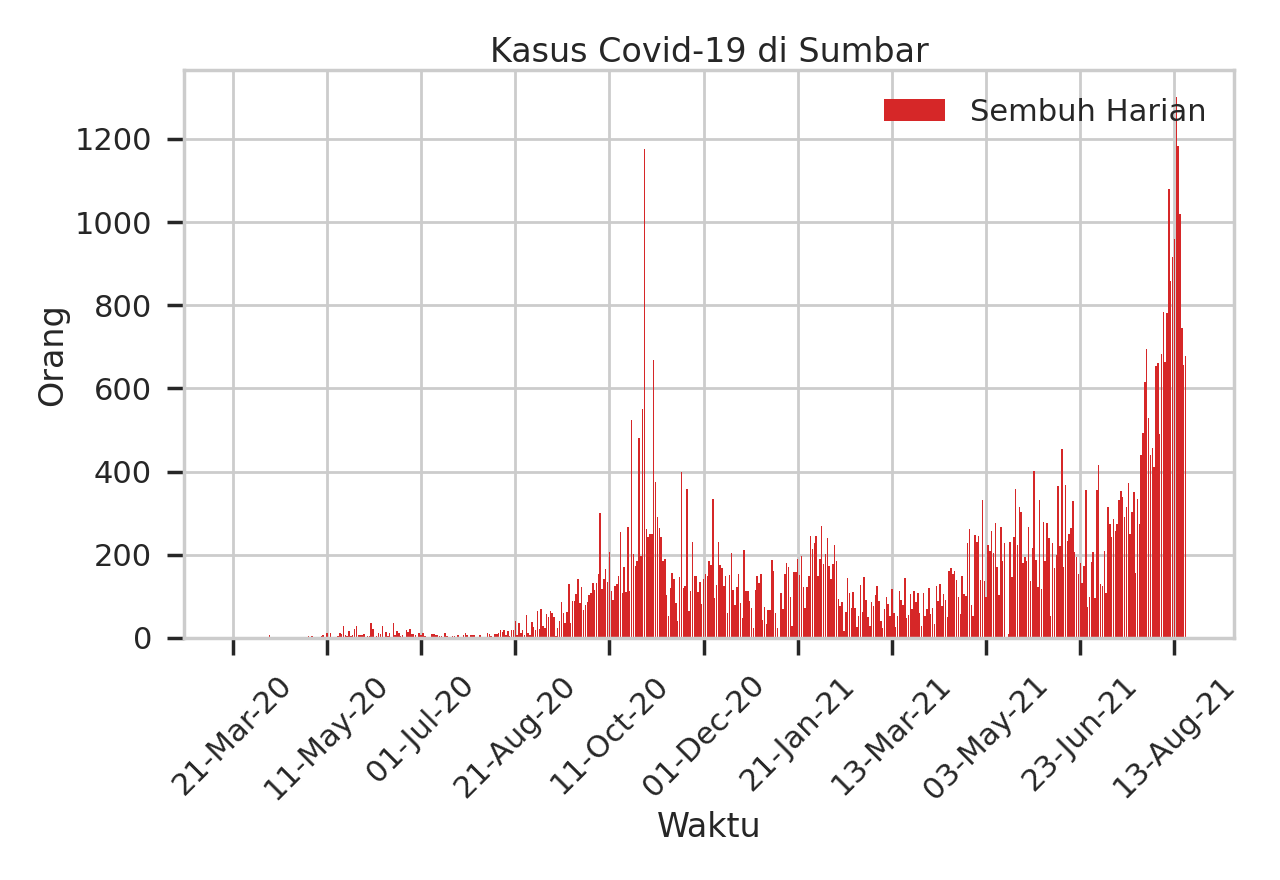 Kasus Covid-19 di Sumbar
Sembuh Harian
Orang
1200
1000
800
600
400
200
0
21-Mar-20
11-May-20
01-Jul-20
21-Aug-20
11-Oct-20
01-Dec-20
21-Jan-21
13-Mar-21
03-May-21
23-Jun-21
13-Aug-21
Waktu